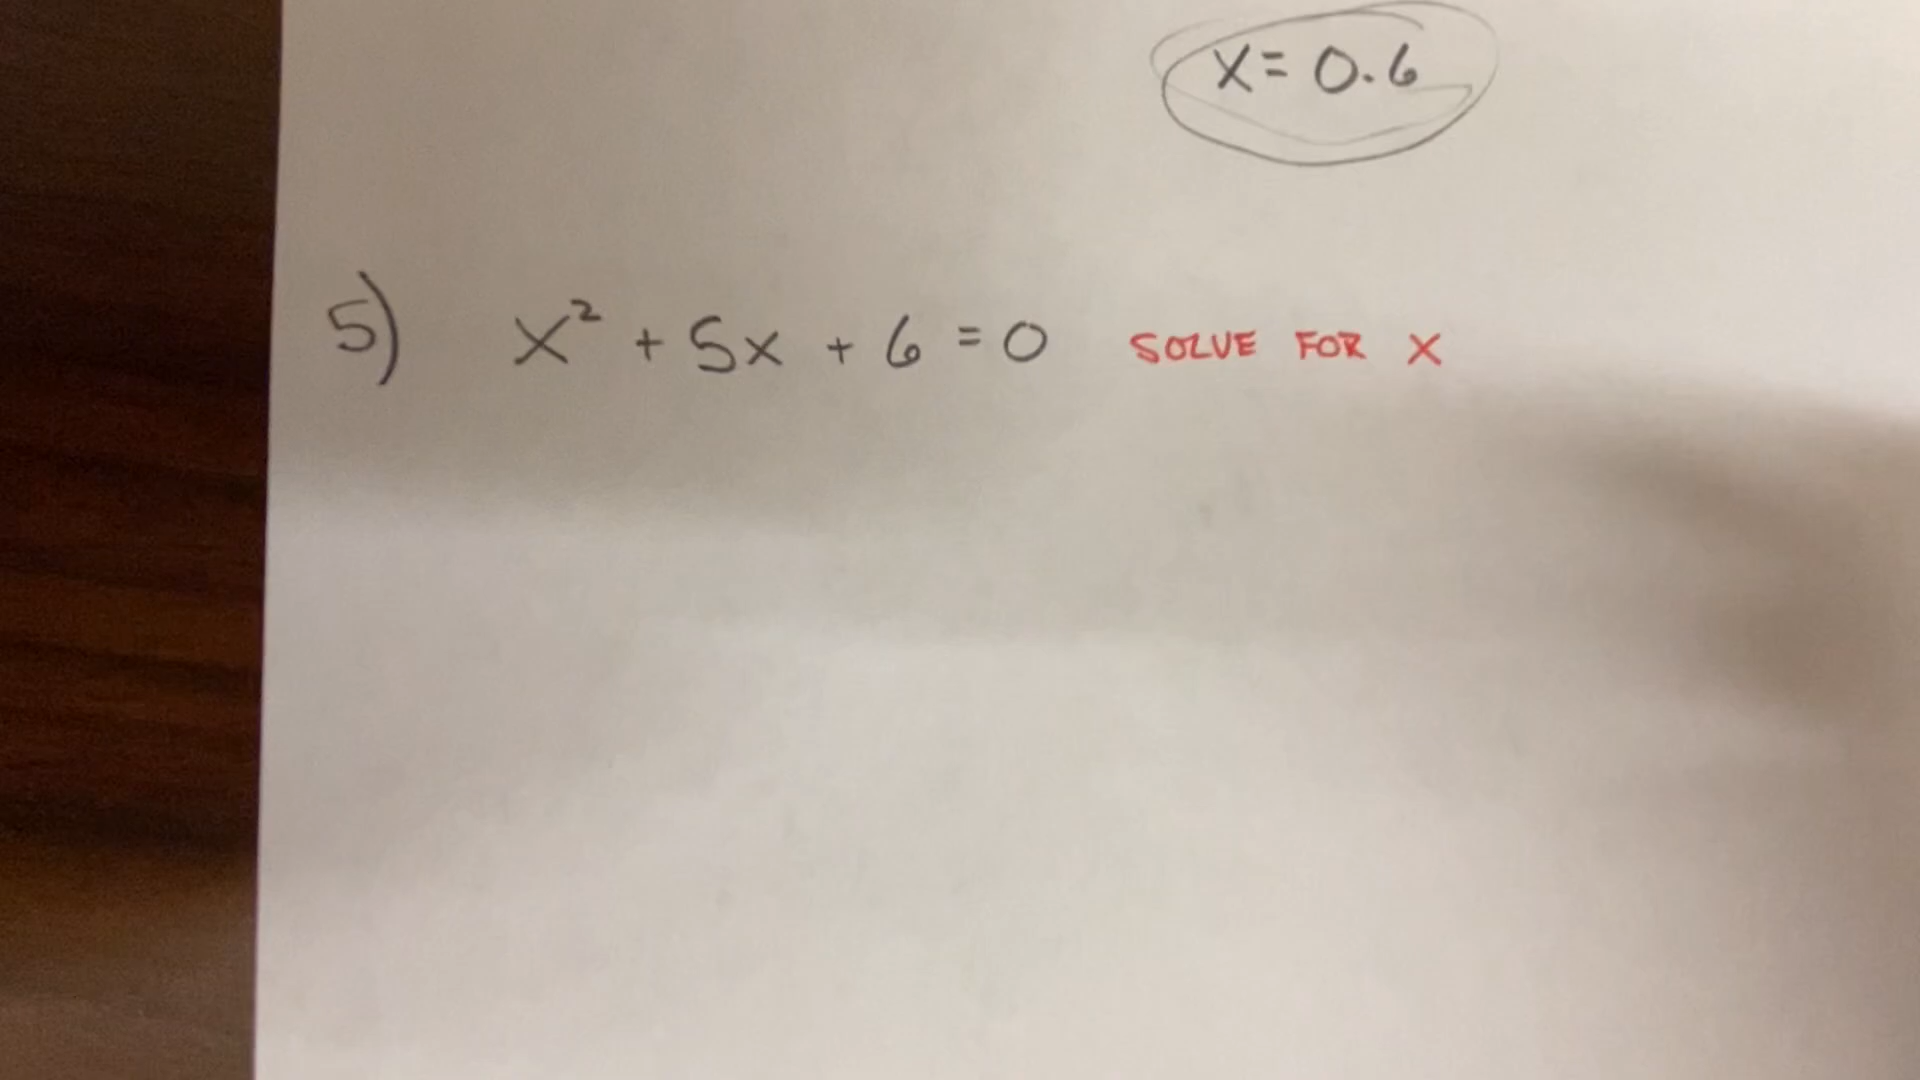 x = 0.6
5) x² + 5x + 6 = 0 SOLVE FOR X